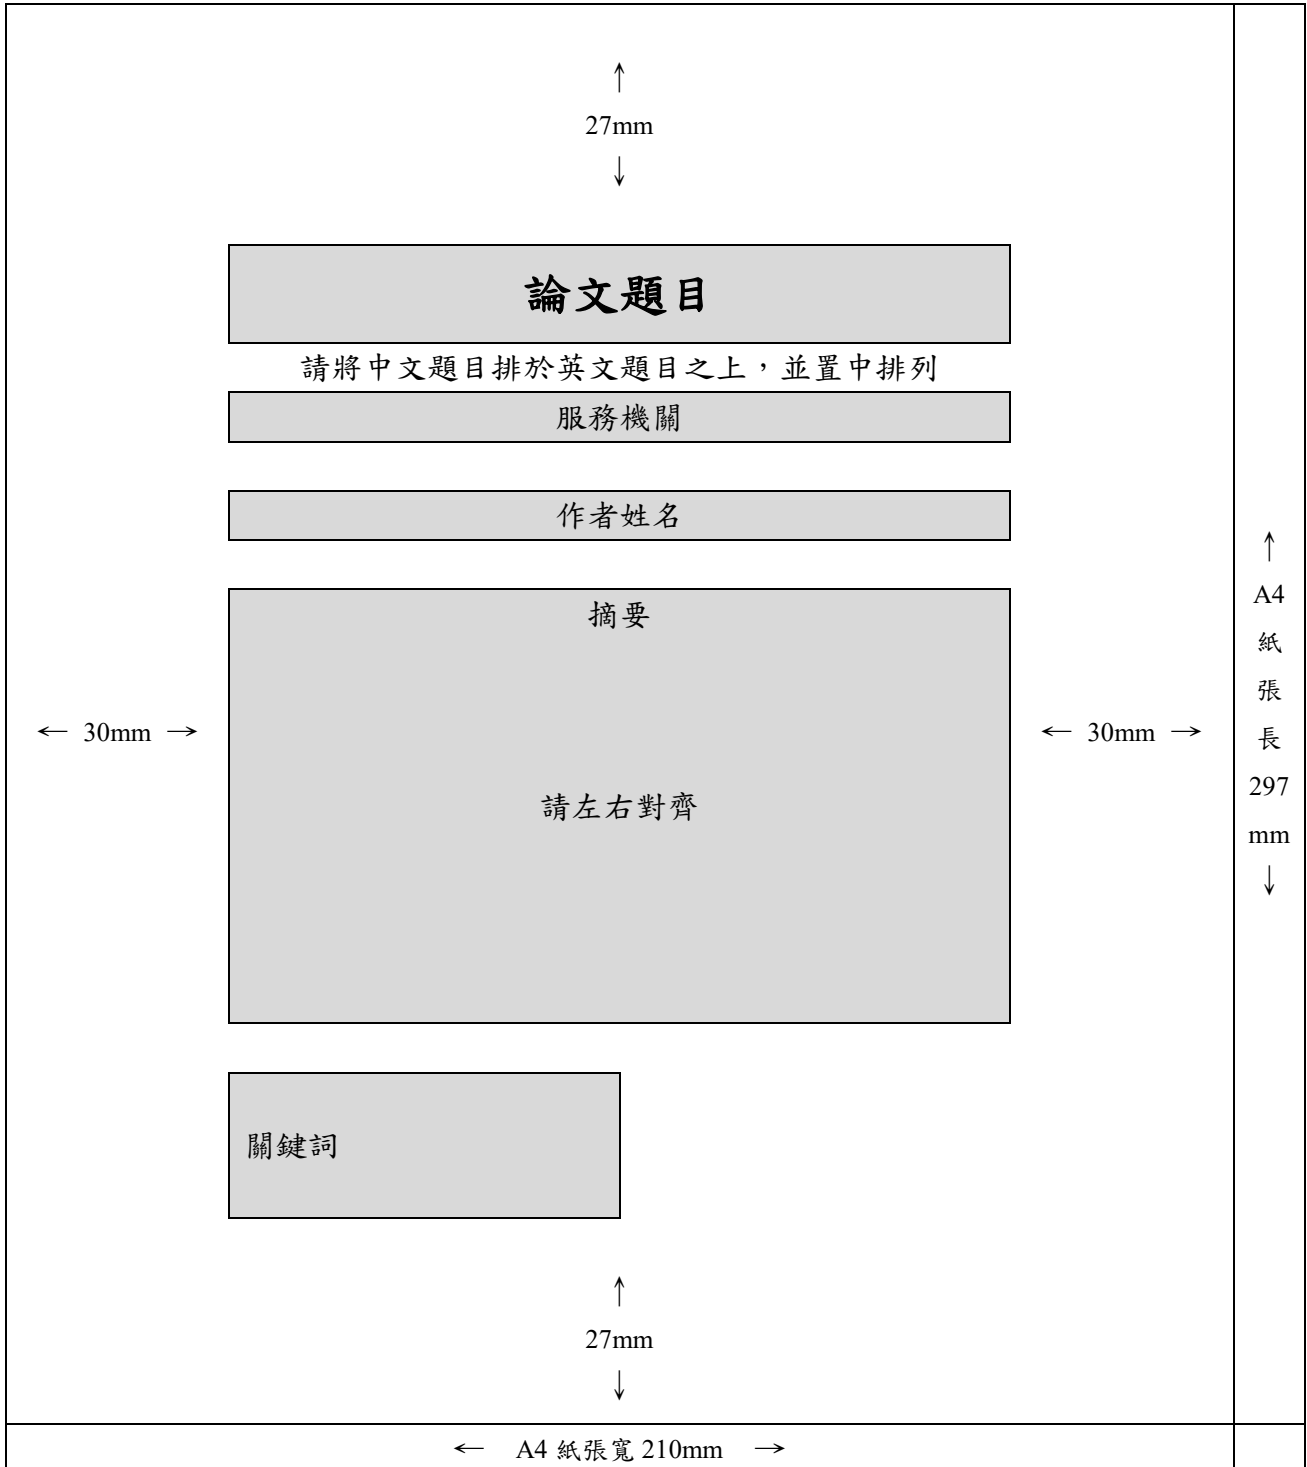 ↑
27mm
↓
論文題目
請將中文題目排於英文題目之上，並置中排列
服務機關
作者姓名
摘要
← 30mm →
請左右對齊
← 30mm →
關鍵詞
↑
27mm
↓
↑
A4
紙
張
長
297
mm
↓
← A4 紙張寬 210mm →